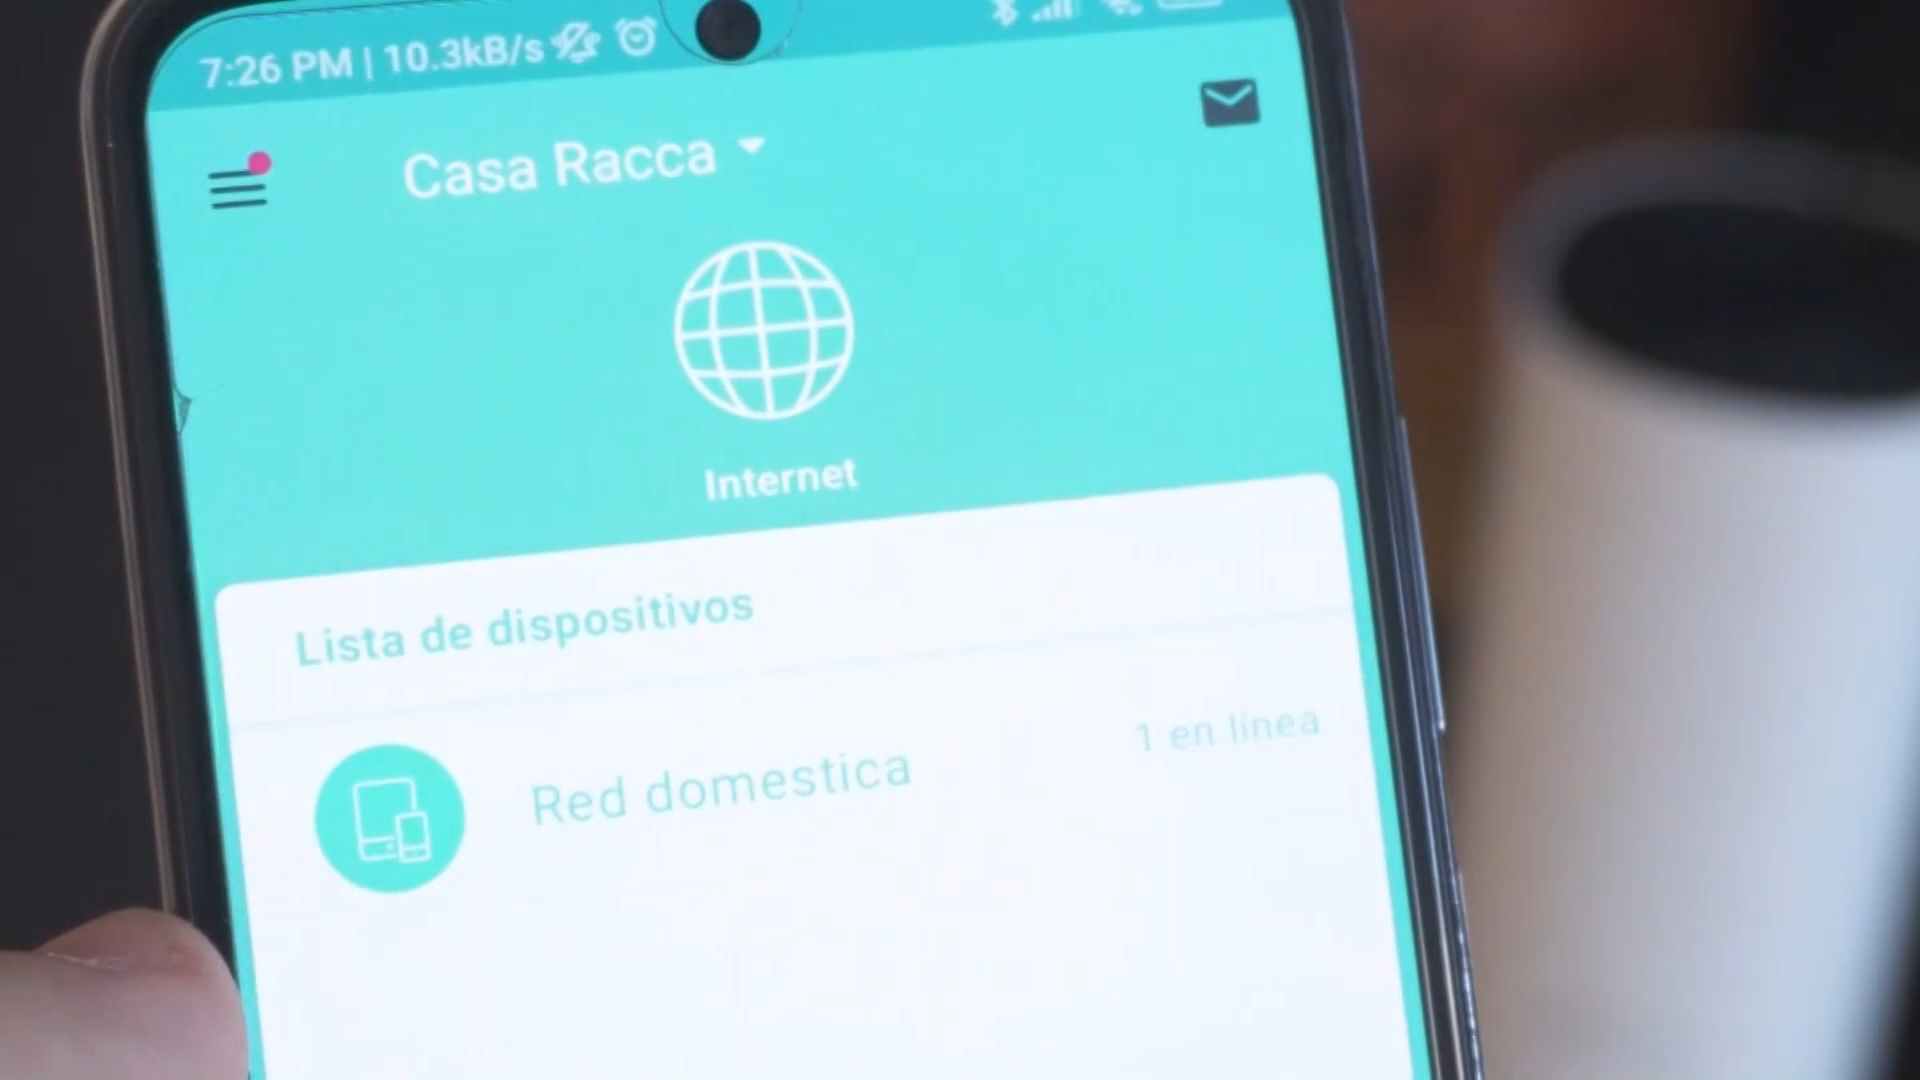 7:26 PM | 10.3kB/s
Casa Racca
Internet
Lista de dispositivos
Red domestica
1 en línea